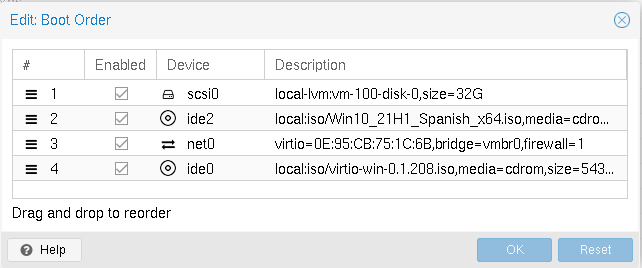 Edit: Boot Order
# Enabled Device Description
1 scsi0 local-lvm:vm-100-disk-0,size=32G
2 ide2 local:iso/Win10_21H1_Spanish_x64.iso,media=cdro...
3 net0 virtio=0E:95:CB:75:1C:6B,bridge=vmbr0,firewall=1
4 ide0 local:iso/virtio-win-0.1.208.iso,media=cdrom,size=543...
Drag and drop to reorder
Help OK Reset